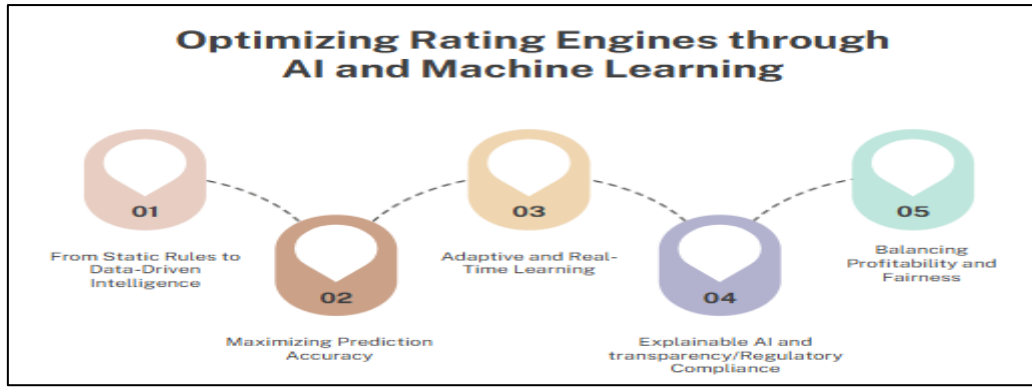 Optimizing Rating Engines through
AI and Machine Learning
01
From Static Rules to
Data-Driven
Intelligence
02
Maximizing Prediction
Accuracy
03
Adaptive and Real-
Time Learning
04
Explainable AI and
transparency/Regulatory
Compliance
05
Balancing
Profitability and
Fairness